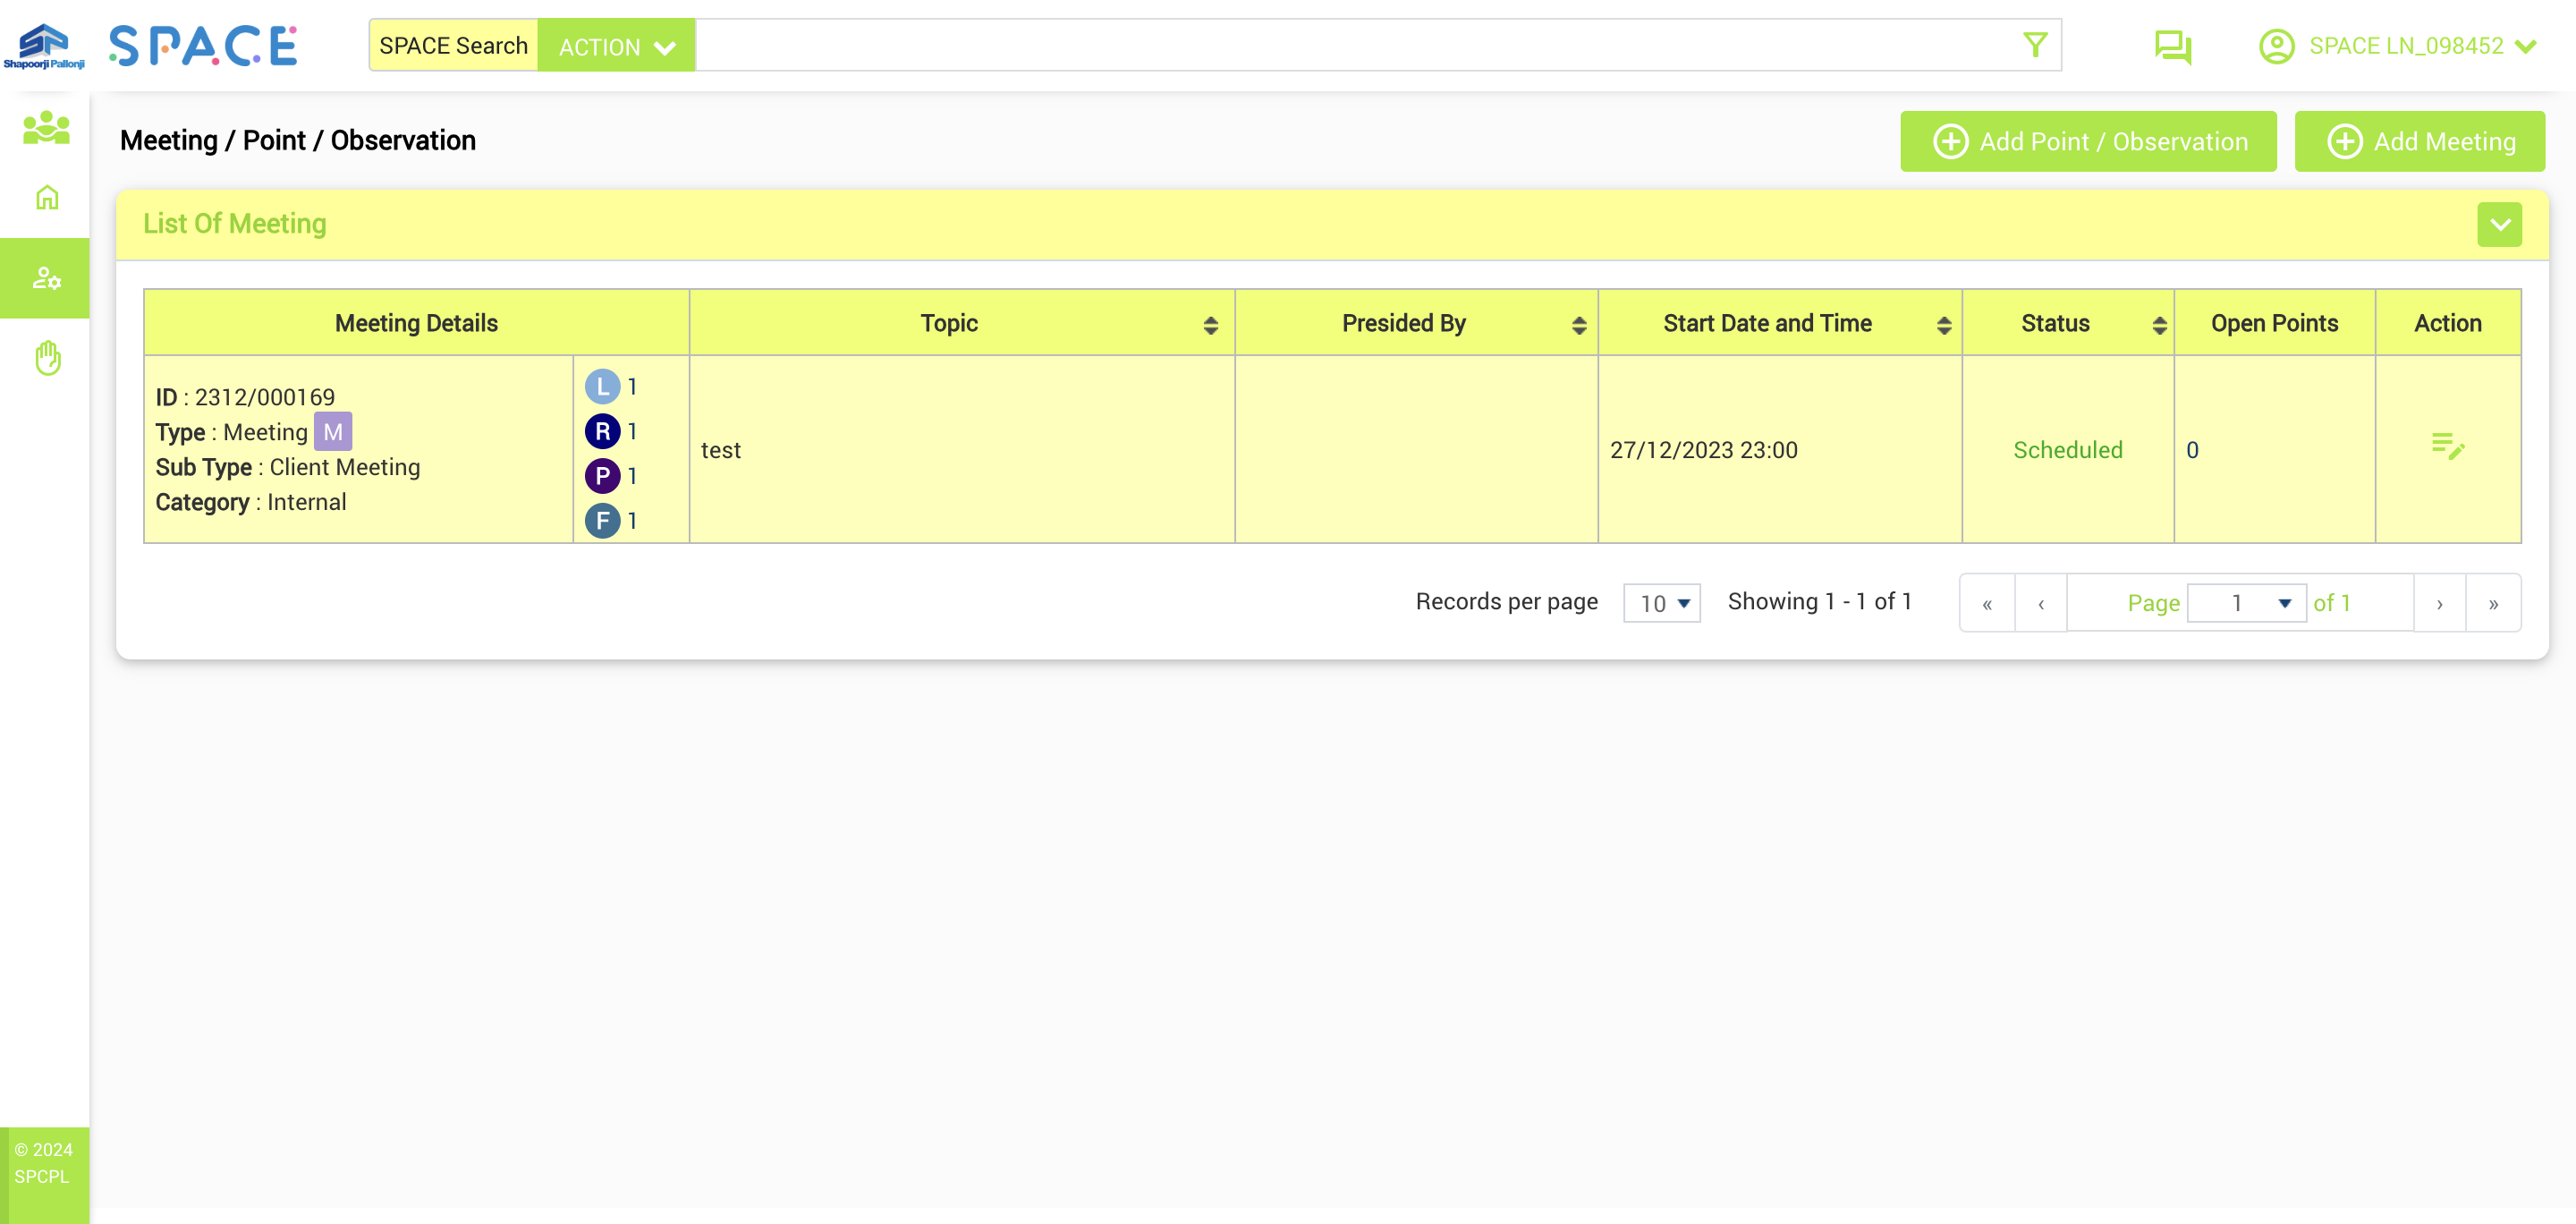 Shapoorji Pallonji
SPACE
SPACE Search
ACTION
SPACE LN_098452
Meeting / Point / Observation
Add Point / Observation
Add Meeting
List Of Meeting
Meeting Details
Topic
Presided By
Start Date and Time
Status
Open Points
Action
ID : 2312/000169
Type : Meeting M
Sub Type : Client Meeting
Category : Internal
L 1
R 1
P 1
F 1
test
27/12/2023 23:00
Scheduled
0
Records per page 10 Showing 1 - 1 of 1 « ‹ Page 1 of 1 › »
© 2024
SPCPL